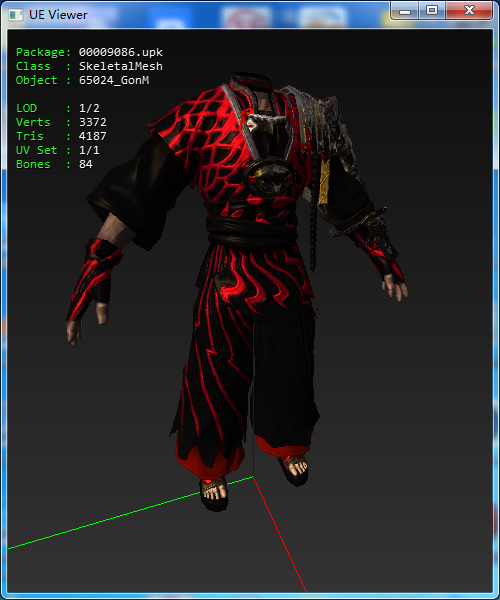 UE Viewer
Package: 00009086.upk
Class  : SkeletalMesh
Object : 65024_GonM
LOD    : 1/2
Verts  : 3372
Tris   : 4187
UV Set : 1/1
Bones  : 84